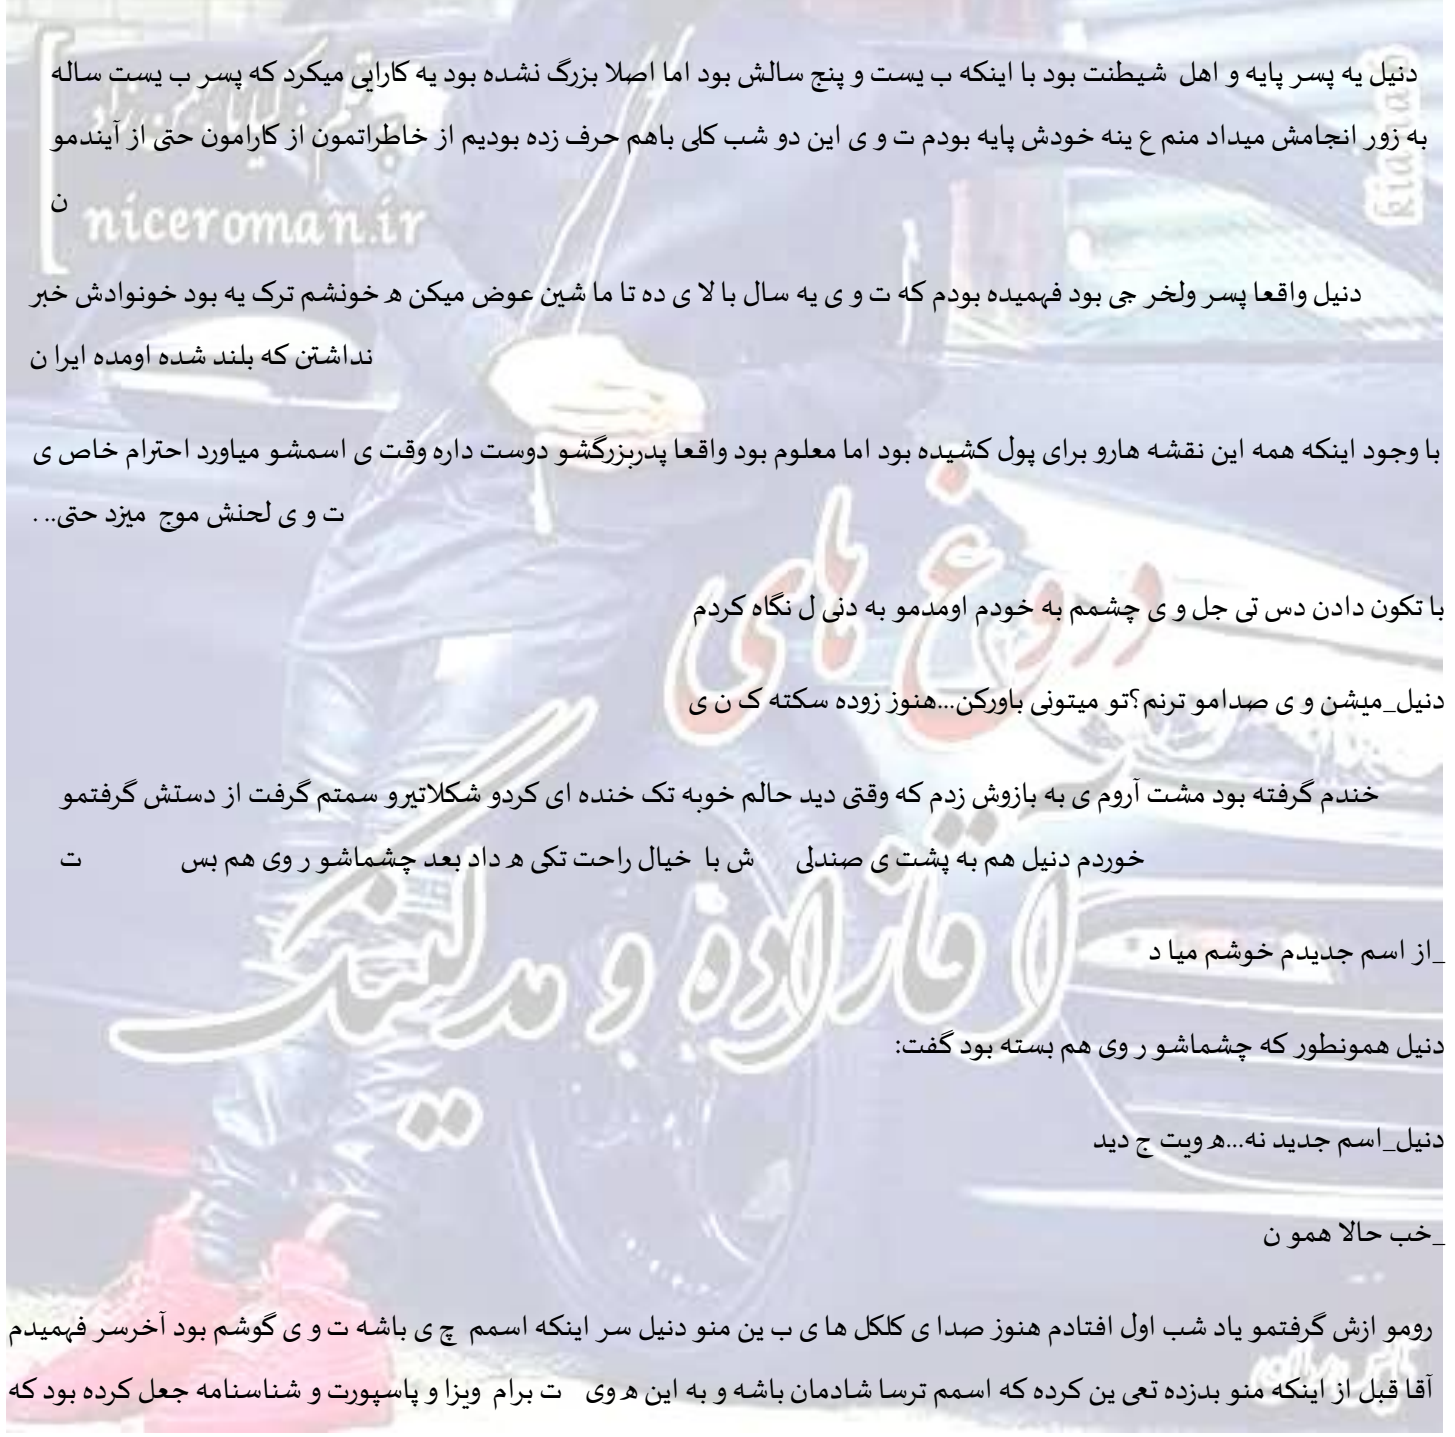 دنیل یه پسر پایه و اهل شیطنت بود با اینکه ب یست و پنج سالش بود اما اصلا بزرگ نشده بود یه کارایی میکرد که پسر ب یست ساله
به زور انجامش میداد منم ع ینه خودش پایه بودم ت و ی این دو شب کلی باهم حرف زده بودیم از خاطراتمون از کارامون حتی از آیندمو
ن
niceroman.ir
دنیل واقعا پسر ولخر جی بود فهمیده بودم که ت و ی یه سال با لا ی ده تا ما شین عوض میکن ه خونشم ترک یه بود خونوادش خبر
نداشتن که بلند شده اومده ایرا ن
با وجود اینکه همه این نقشه هارو برای پول کشیده بود اما معلوم بود واقعا پدربزرگشو دوست داره وقت ی اسمشو میاورد احترام خاص ی
ت و ی لحنش موج میزد حتی...
دروغ های
با تکون دادن دس تی جل و ی چشمم به خودم اومدمو به دنی ل نگاه کردم
دنیل_میشن و ی صدامو ترنم؟تو میتونی باورکن...هنوز زوده سکته ک ن ی
خندم گرفته بود مشت آروم ی به بازوش زدم که وقتی دید حالم خوبه تک خنده ای کردو شکلاتیرو سمتم گرفت از دستش گرفتمو
خوردم دنیل هم به پشت ی صندلی ش با خیال راحت تکی ه داد بعد چشماشو ر وی هم بس ت
آقازاده و مدلینگ
_از اسم جدیدم خوشم میا د
دنیل همونطور که چشماشو ر وی هم بسته بود گفت:
دنیل_اسم جدید نه...ه ویت ج دید
_خب حالا همو ن
رومو ازش گرفتمو یاد شب اول افتادم هنوز صدا ی کلکل ها ی ب ین منو دنیل سر اینکه اسمم چ ی باشه ت و ی گوشم بود آخرسر فهمیدم
آقا قبل از اینکه منو بدزده تعی ین کرده که اسمم ترسا شادمان باشه و به این ه وی ت برام ویزا و پاسپورت و شناسنامه جعل کرده بود که